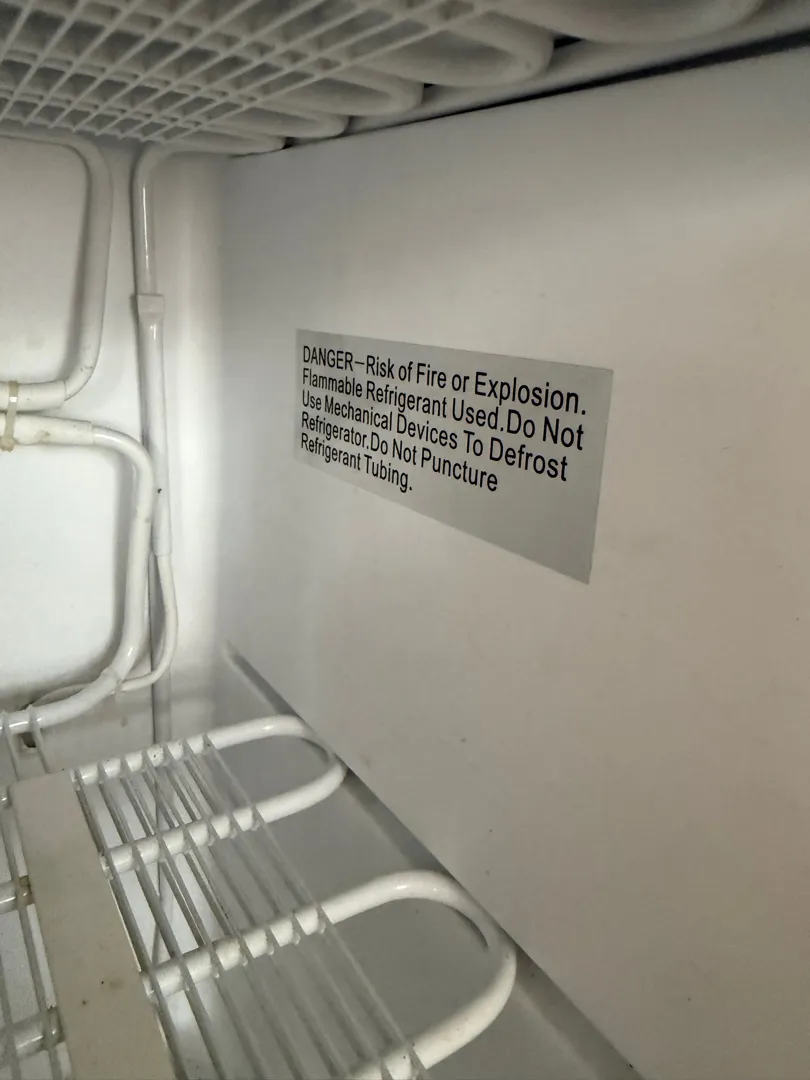 DANGER–Risk of Fire or Explosion.
Flammable Refrigerant Used.Do Not
Use Mechanical Devices To Defrost
Refrigerator.Do Not Puncture
Refrigerant Tubing.